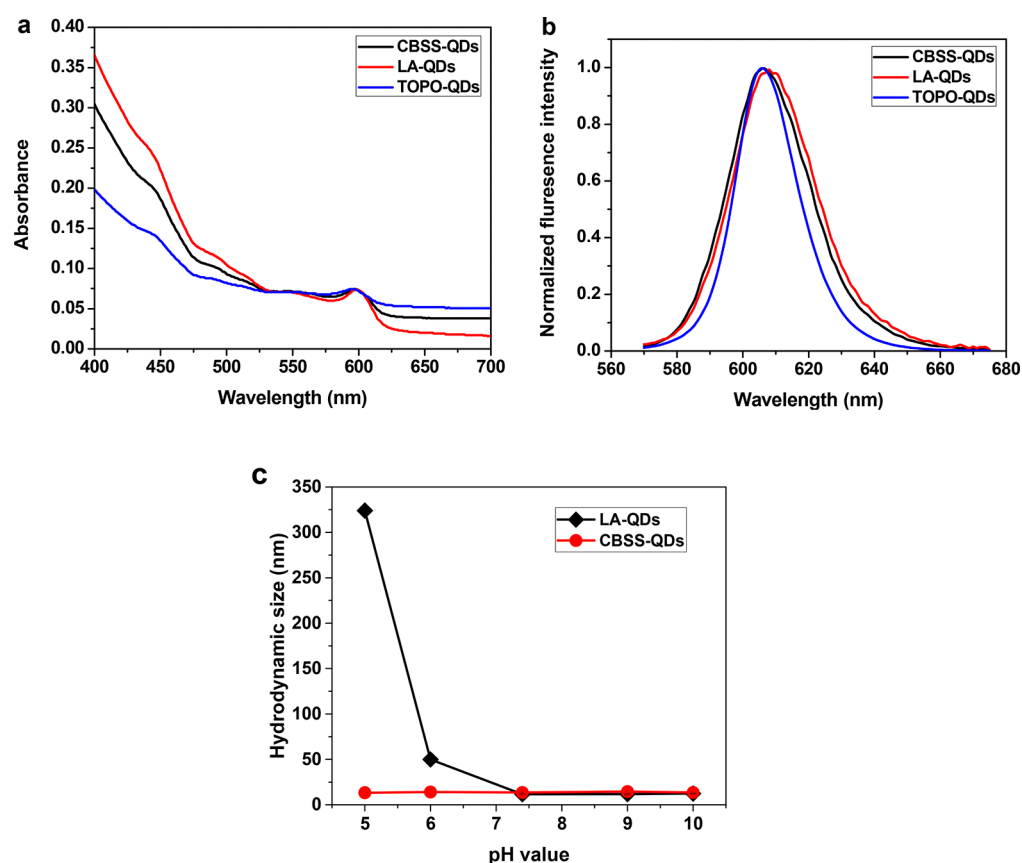 a
CBSS-QDs
LA-QDs
TOPO-QDs
0.40
0.35
0.30
0.25
0.20
0.15
0.10
0.05
0.00
Absorbance
400 450 500 550 600 650 700
Wavelength (nm)
b
CBSS-QDs
LA-QDs
TOPO-QDs
1.0
0.8
0.6
0.4
0.2
0.0
Normalized fluresence intensity
560 580 600 620 640 660 680
Wavelength (nm)
c
LA-QDs
CBSS-QDs
350
300
250
200
150
100
50
0
Hydrodynamic size (nm)
5 6 7 8 9 10
pH value